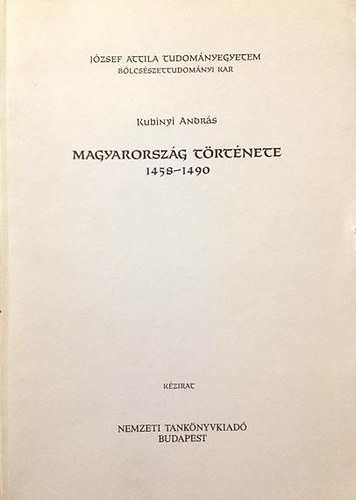 JÓZSEF ATTILA TUDOMÁNYEGYETEM
BÖLCSÉSZETTUDOMÁNYI KAR
Kubinyi András
MAGYARORSZÁG TÖRTÉNETE
1458-1490
KÉZIRAT
NEMZETI TANKÖNYVKIADÓ
BUDAPEST